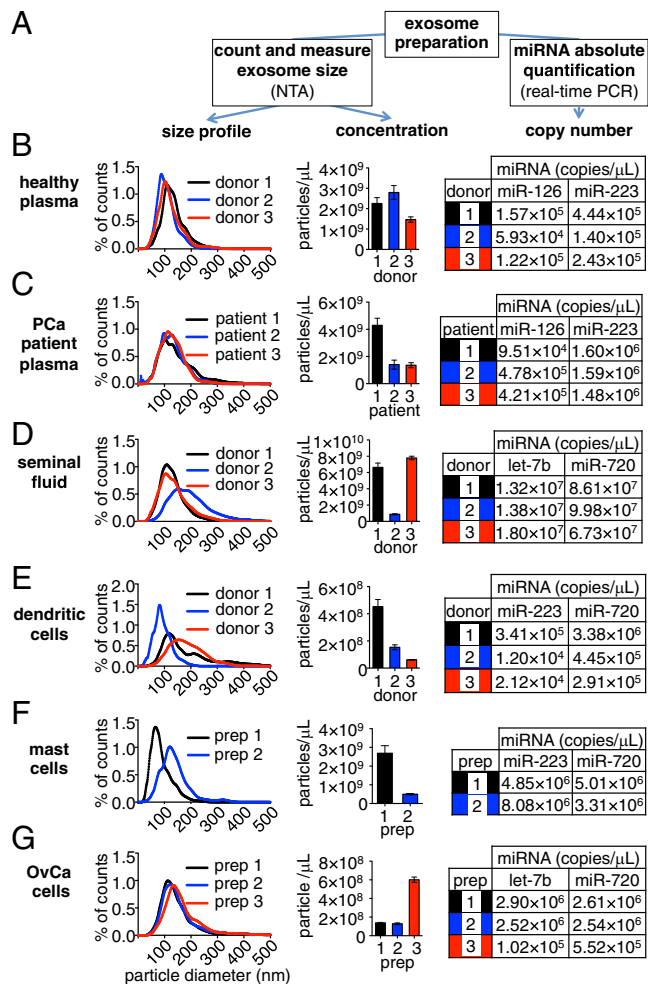 A
exosome
preparation
count and measure
exosome size
(NTA)
miRNA absolute
quantification
(real-time PCR)
size profile
concentration
copy number
B
healthy
plasma
% of counts
1.5
1.0
0.5
0.0
100
200
300
400
500
donor 1
donor 2
donor 3
particles/µL
4×10⁹
3×10⁹
2×10⁹
1×10⁹
0
1 2 3
donor
miRNA (copies/µL)
donor miR-126 miR-223
1 1.57×10⁵ 4.44×10⁵
2 5.93×10⁴ 1.40×10⁵
3 1.22×10⁵ 2.43×10⁵
C
PCa
patient
plasma
% of counts
1.5
1.0
0.5
0.0
100
200
300
400
500
patient 1
patient 2
patient 3
particles/µL
6×10⁹
4×10⁹
2×10⁹
0
1 2 3
patient
miRNA (copies/µL)
patient miR-126 miR-223
1 9.51×10⁴ 1.60×10⁶
2 4.78×10⁵ 1.59×10⁶
3 4.21×10⁵ 1.48×10⁶
D
seminal
fluid
% of counts
1.5
1.0
0.5
0.0
100
200
300
400
500
donor 1
donor 2
donor 3
particles/µL
1×10¹⁰
8×10⁹
6×10⁹
4×10⁹
2×10⁹
0
1 2 3
donor
miRNA (copies/µL)
donor let-7b miR-720
1 1.32×10⁷ 8.61×10⁷
2 1.38×10⁷ 9.98×10⁷
3 1.80×10⁷ 6.73×10⁷
E
dendritic
cells
% of counts
2.0
1.5
1.0
0.5
0.0
100
200
300
400
500
donor 1
donor 2
donor 3
particles/µL
6×10⁸
4×10⁸
2×10⁸
0
1 2 3
donor
miRNA (copies/µL)
donor miR-223 miR-720
1 3.41×10⁵ 3.38×10⁶
2 1.20×10⁴ 4.45×10⁵
3 2.12×10⁴ 2.91×10⁵
F
mast
cells
% of counts
1.5
1.0
0.5
0.0
100
200
300
400
500
prep 1
prep 2
particles/µL
4×10⁹
3×10⁹
2×10⁹
1×10⁹
0
1 2
prep
miRNA (copies/µL)
prep miR-223 miR-720
1 4.85×10⁶ 5.01×10⁶
2 8.08×10⁶ 3.31×10⁶
G
OvCa
cells
% of counts
1.5
1.0
0.5
0.0
100
200
300
400
500
particle diameter (nm)
prep 1
prep 2
prep 3
particle /µL
8×10⁸
6×10⁸
4×10⁸
2×10⁸
0
1 2 3
prep
miRNA (copies/µL)
prep let-7b miR-720
1 2.90×10⁶ 2.61×10⁶
2 2.52×10⁶ 2.54×10⁶
3 1.02×10⁵ 5.52×10⁵